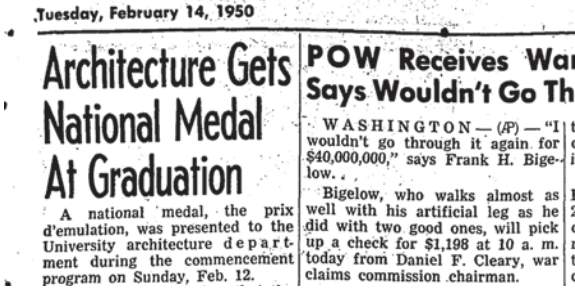 Tuesday, February 14, 1950
Architecture Gets
National Medal
At Graduation
A national medal, the prix
d'emulation, was presented to the
University architecture depart-
ment during the commencement
program on Sunday, Feb. 12.
POW Receives
Says Wouldn't Go
WASHINGTON—(AP)—"I
wouldn't go through it again for
$40,000,000," says Frank H. Bige-
low.
Bigelow, who walks almost as
well with his artificial leg as he
did with two good ones, will pick
up a check for $1,198 at 10 a. m.
today from Daniel F. Cleary, war
claims commission chairman.